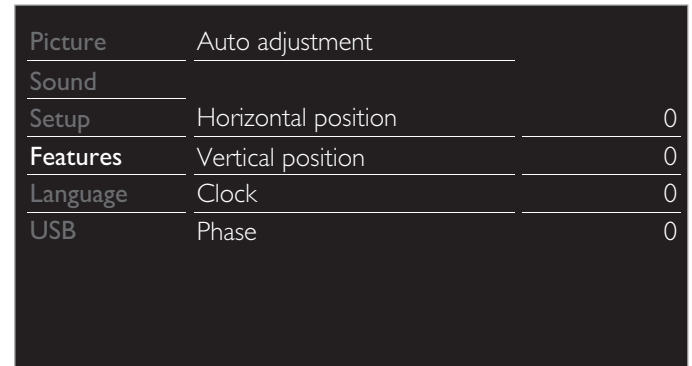 Picture Auto adjustment
Sound
Setup Horizontal position 0
Features Vertical position 0
Language Clock 0
USB Phase 0